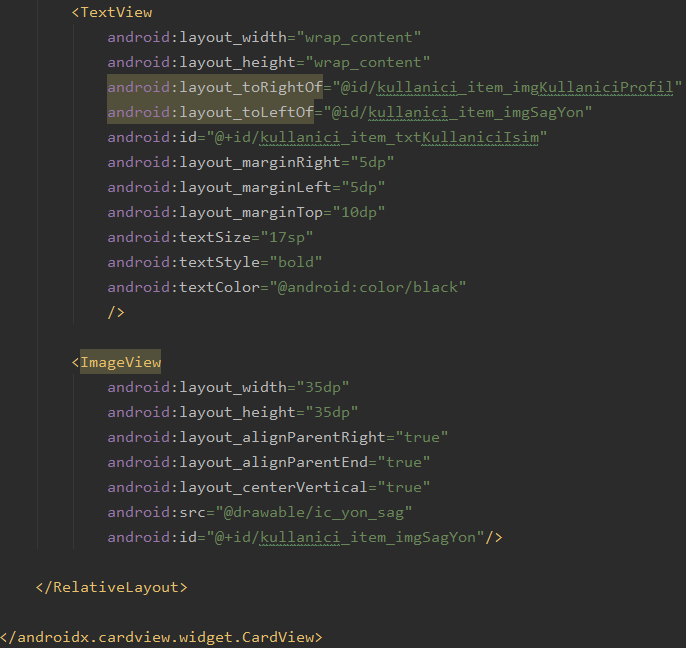 <TextView
android:layout_width="wrap_content"
android:layout_height="wrap_content"
android:layout_toRightOf="@id/kullanici_item_imgKullaniciProfil"
android:layout_toLeftOf="@id/kullanici_item_imgSagYon"
android:id="@+id/kullanici_item_txtKullaniciIsim"
android:layout_marginRight="5dp"
android:layout_marginLeft="5dp"
android:layout_marginTop="10dp"
android:textSize="17sp"
android:textStyle="bold"
android:textColor="@android:color/black"
/>
<ImageView
android:layout_width="35dp"
android:layout_height="35dp"
android:layout_alignParentRight="true"
android:layout_alignParentEnd="true"
android:layout_centerVertical="true"
android:src="@drawable/ic_yon_sag"
android:id="@+id/kullanici_item_imgSagYon"/>
</RelativeLayout>
</androidx.cardview.widget.CardView>